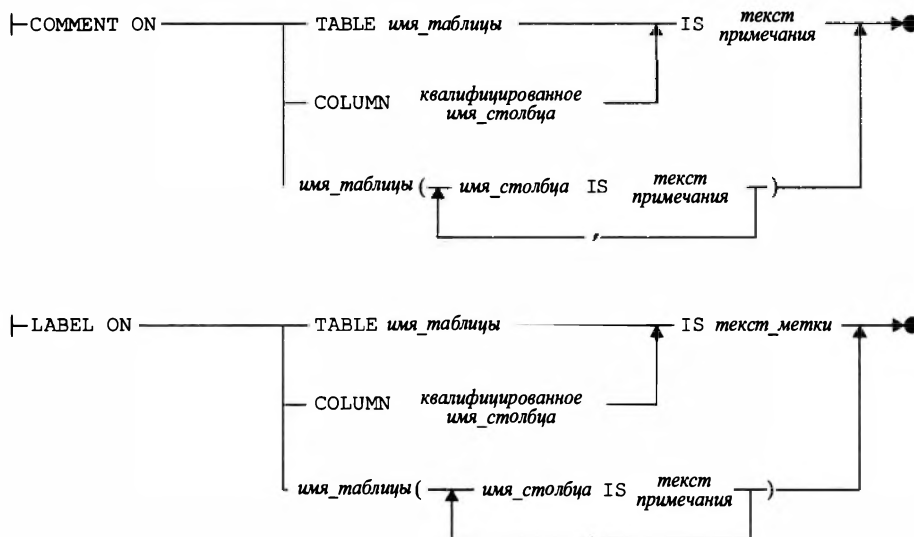 COMMENT ON TABLE имя_таблицы IS текст примечания
COLUMN квалифицированное имя_столбца
имя_таблицы ( имя_столбца IS текст примечания )
,
LABEL ON TABLE имя_таблицы IS текст_метки
COLUMN квалифицированное имя_столбца
имя_таблицы ( имя_столбца IS текст примечания )